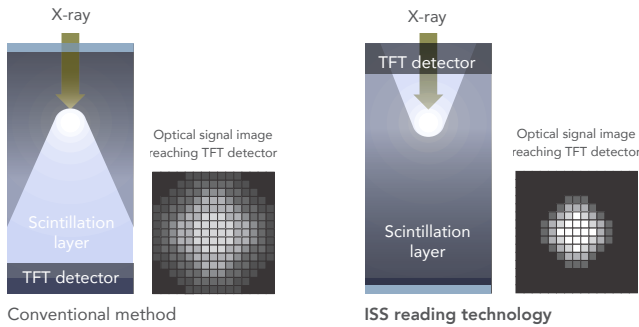 X-ray
Optical signal image
reaching TFT detector
Scintillation
layer
TFT detector
Conventional method
X-ray
TFT detector
Optical signal image
reaching TFT detector
Scintillation
layer
ISS reading technology